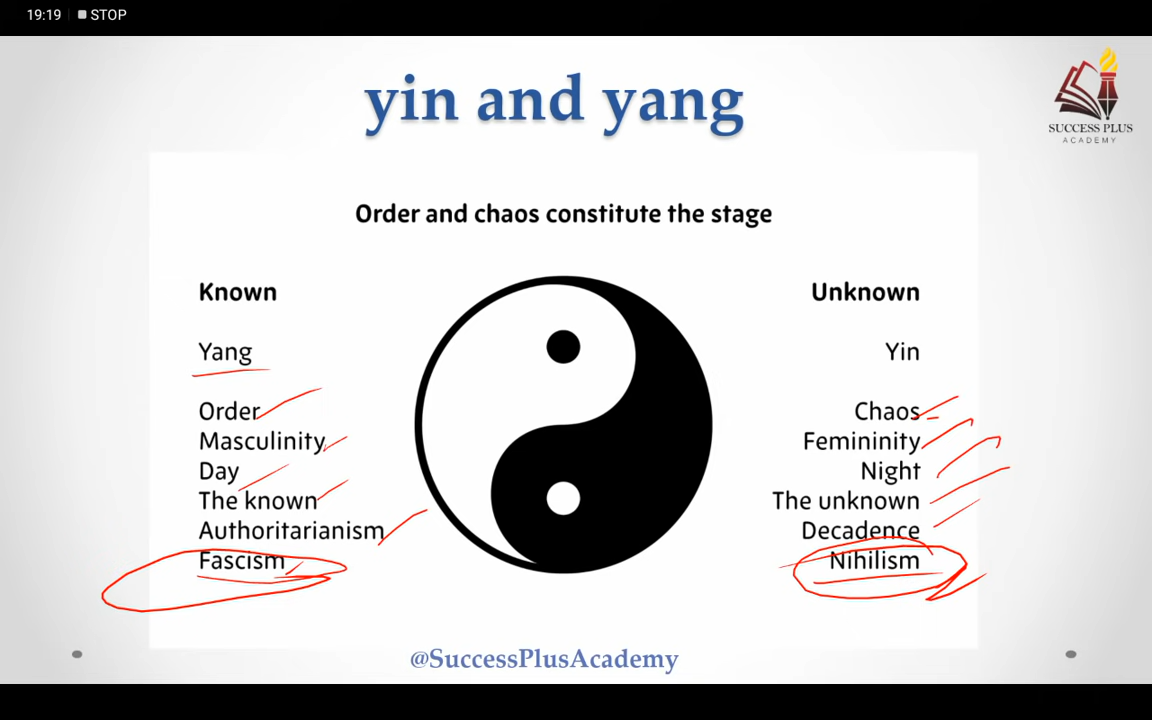 19:19 STOP
yin and yang
SUCCESS PLUS
ACADEMY
Order and chaos constitute the stage
Known
Unknown
Yang
Yin
Order
Chaos
Masculinity
Femininity
Day
Night
The known
The unknown
Authoritarianism
Decadence
Fascism
Nihilism
@SuccessPlusAcademy